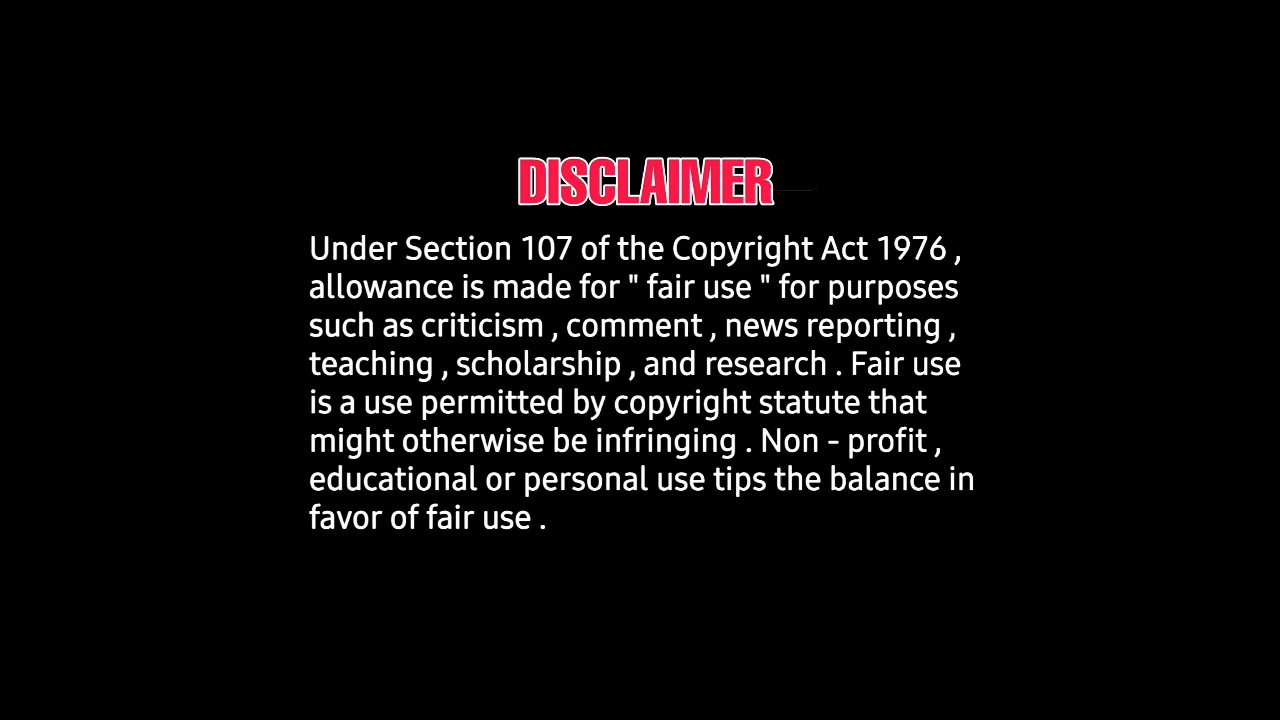 DISCLAIMER
Under Section 107 of the Copyright Act 1976 ,
allowance is made for " fair use " for purposes
such as criticism , comment , news reporting ,
teaching , scholarship , and research . Fair use
is a use permitted by copyright statute that
might otherwise be infringing . Non - profit ,
educational or personal use tips the balance in
favor of fair use .